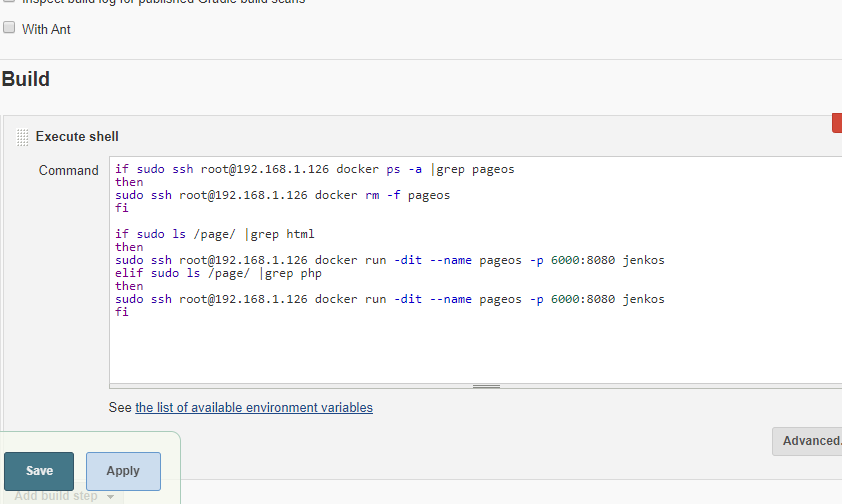 Inspect build log for published Gradle build scans
With Ant
Build
Execute shell
Command
if sudo ssh root@192.168.1.126 docker ps -a |grep pageos
then
sudo ssh root@192.168.1.126 docker rm -f pageos
fi
if sudo ls /page/ |grep html
then
sudo ssh root@192.168.1.126 docker run -dit --name pageos -p 6000:8080 jenkos
elif sudo ls /page/ |grep php
then
sudo ssh root@192.168.1.126 docker run -dit --name pageos -p 6000:8080 jenkos
fi
See the list of available environment variables
Advanced.
Save
Apply
Add build step